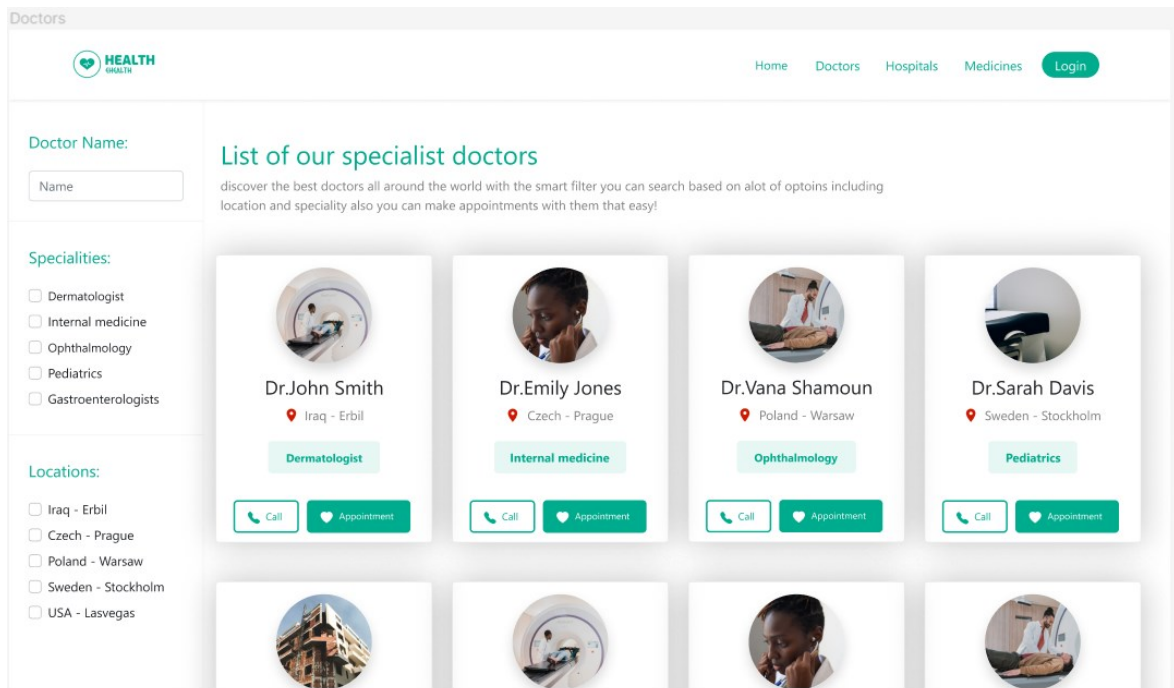 Doctors
HEALTH
Home
Doctors
Hospitals
Medicines
Login
Doctor Name:
Name
Specialities:
Dermatologist
Internal medicine
Ophthalmology
Pediatrics
Gastroenterologists
Locations:
Iraq - Erbil
Czech - Prague
Poland - Warsaw
Sweden - Stockholm
USA - Lasvegas
List of our specialist doctors
discover the best doctors all around the world with the smart filter you can search based on alot of optoins including
location and speciality also you can make appointments with them that easy!
Dr.John Smith
Iraq - Erbil
Dermatologist
Call
Appointment
Dr.Emily Jones
Czech - Prague
Internal medicine
Call
Appointment
Dr.Vana Shamoun
Poland - Warsaw
Ophthalmology
Call
Appointment
Dr.Sarah Davis
Sweden - Stockholm
Pediatrics
Call
Appointment